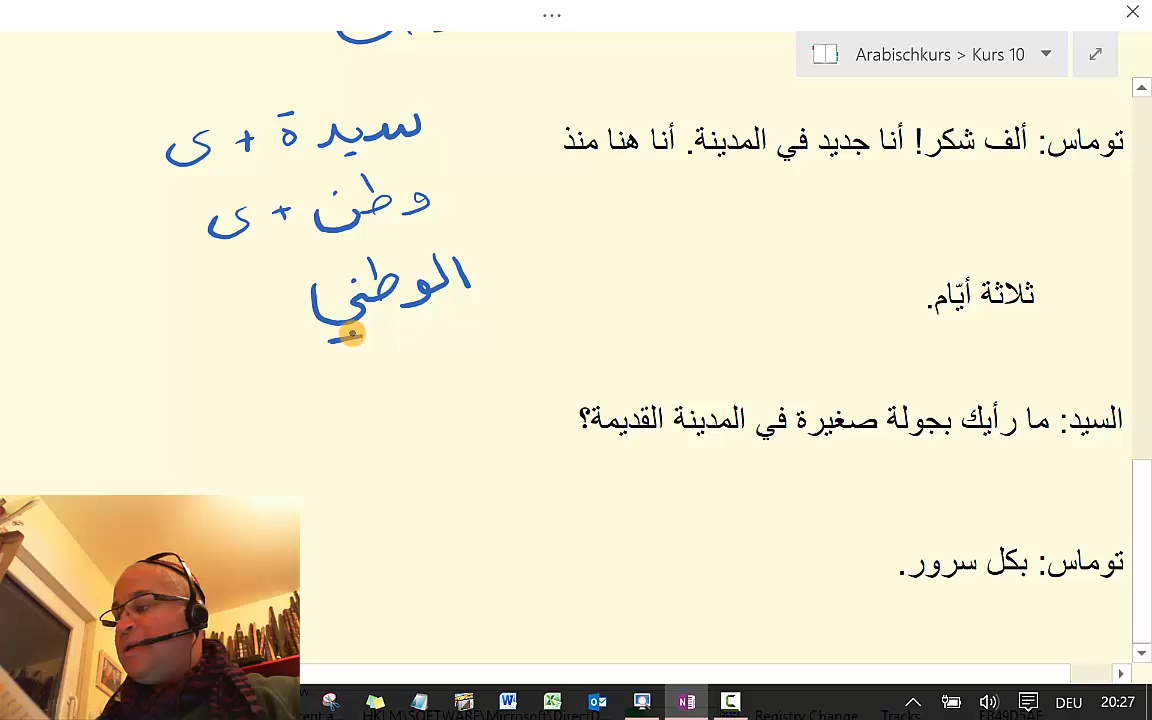 Arabischkurs > Kurs 10
سيدة + ى
وطن + ى
الوطني
توماس: ألف شكر! أنا جديد في المدينة. أنا هنا منذ
ثلاثة أيّام.
السيد: ما رأيك بجولة صغيرة في المدينة القديمة؟
توماس: بكل سرور.
DEU 20:27